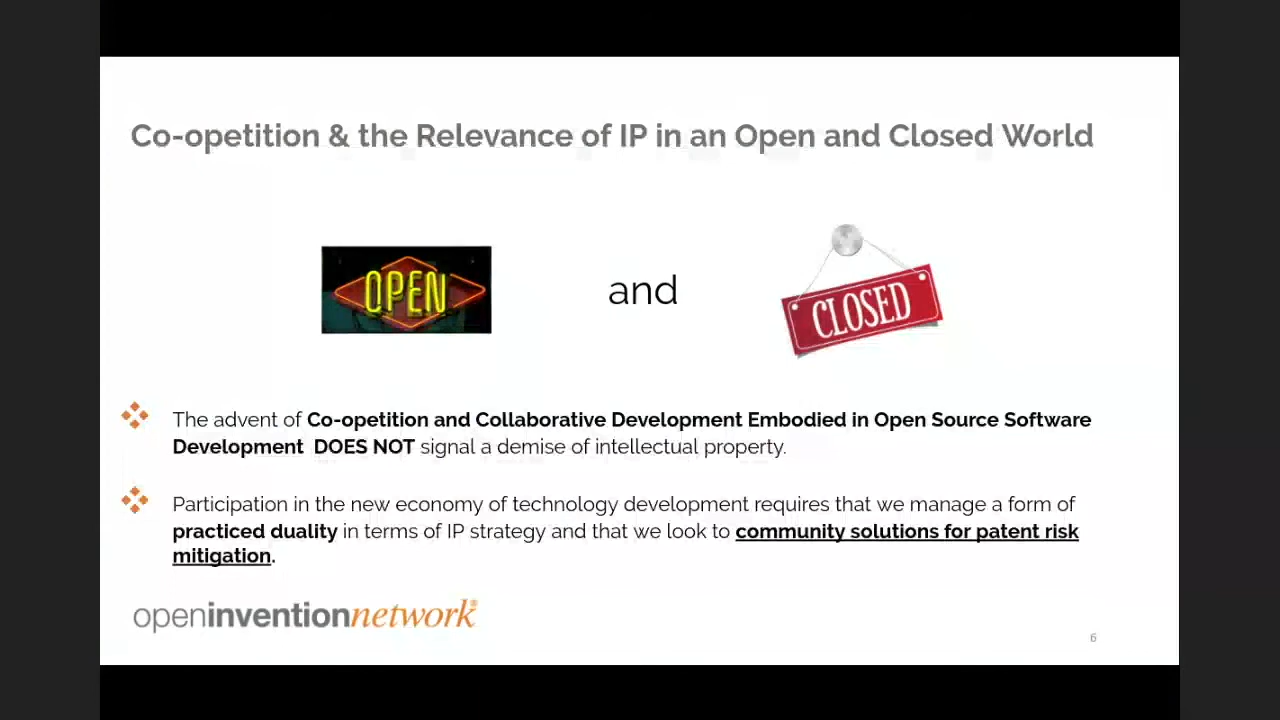 Co-opetition & the Relevance of IP in an Open and Closed World
OPEN
and
CLOSED
The advent of Co-opetition and Collaborative Development Embodied in Open Source Software
Development DOES NOT signal a demise of intellectual property.
Participation in the new economy of technology development requires that we manage a form of
practiced duality in terms of IP strategy and that we look to community solutions for patent risk
mitigation.
openinventionnetwork®
6